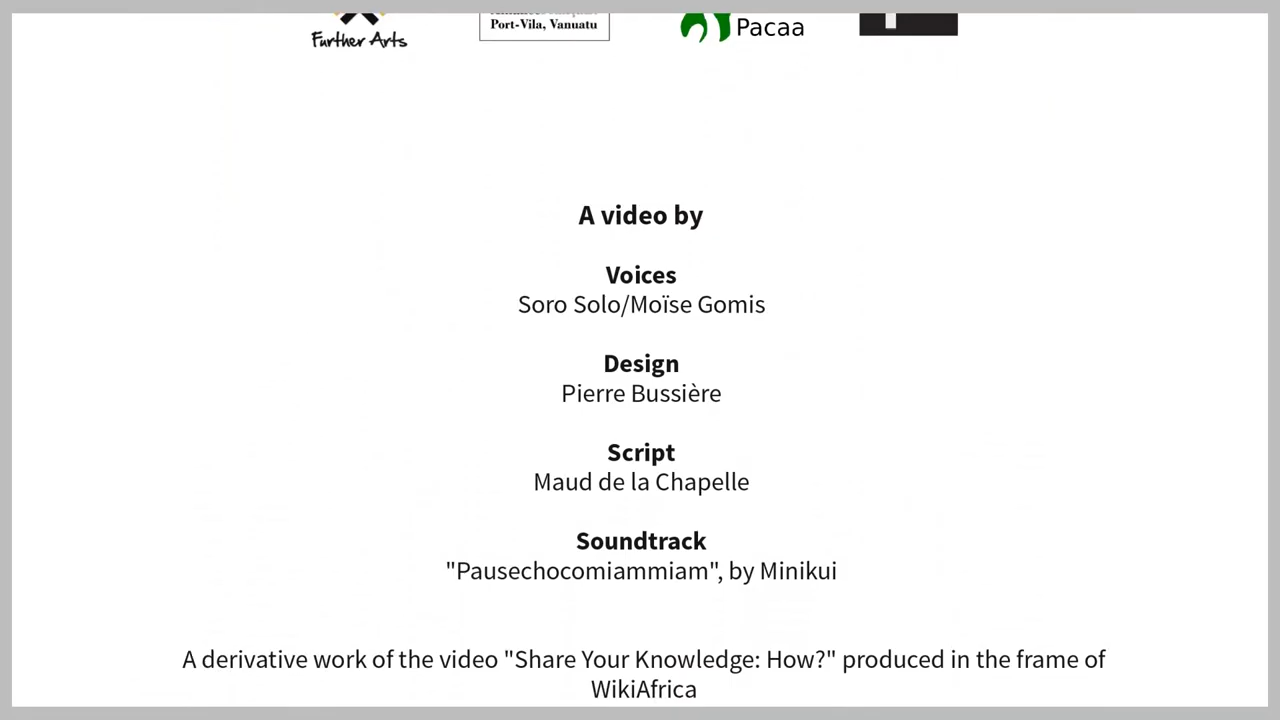 Further Arts
Port-Vila, Vanuatu
Pacaa
A video by
Voices
Soro Solo/Moïse Gomis
Design
Pierre Bussière
Script
Maud de la Chapelle
Soundtrack
"Pausechocomiammiam", by Minikui
A derivative work of the video "Share Your Knowledge: How?" produced in the frame of
WikiAfrica